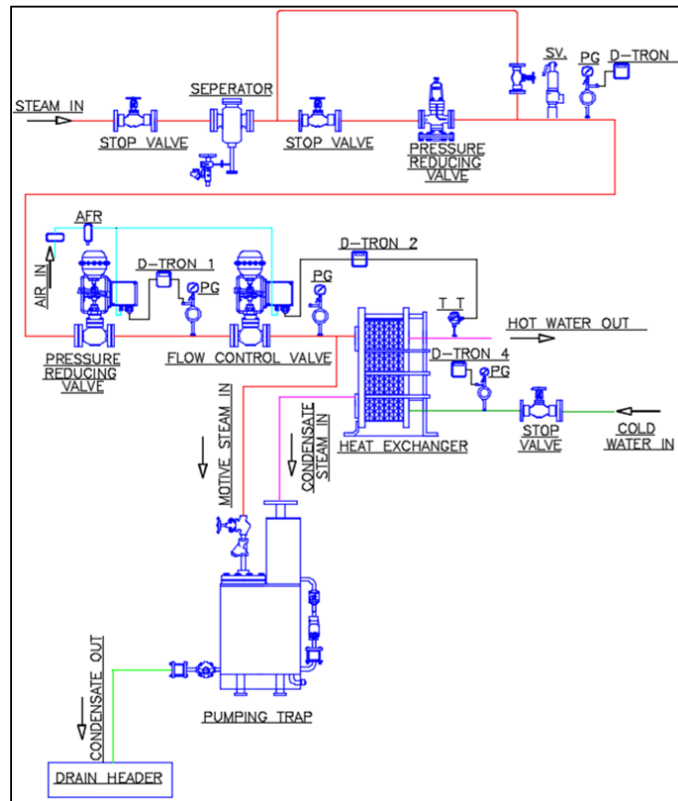 SEPERATOR
SV.
PG
D-TRON
STEAM IN
STOP VALVE
STOP VALVE
PRESSURE
REDUCING
VALVE
AFR
AIR IN
D-TRON 1
PG
D-TRON 2
PG
T T
HOT WATER OUT
PRESSURE
REDUCING
VALVE
FLOW CONTROL VALVE
D-TRON 4
PG
HEAT EXCHANGER
STOP
VALVE
COLD
WATER IN
MOTIVE STEAM IN
CONDENSATE
STEAM IN
PUMPING TRAP
CONDENSATE OUT
DRAIN HEADER